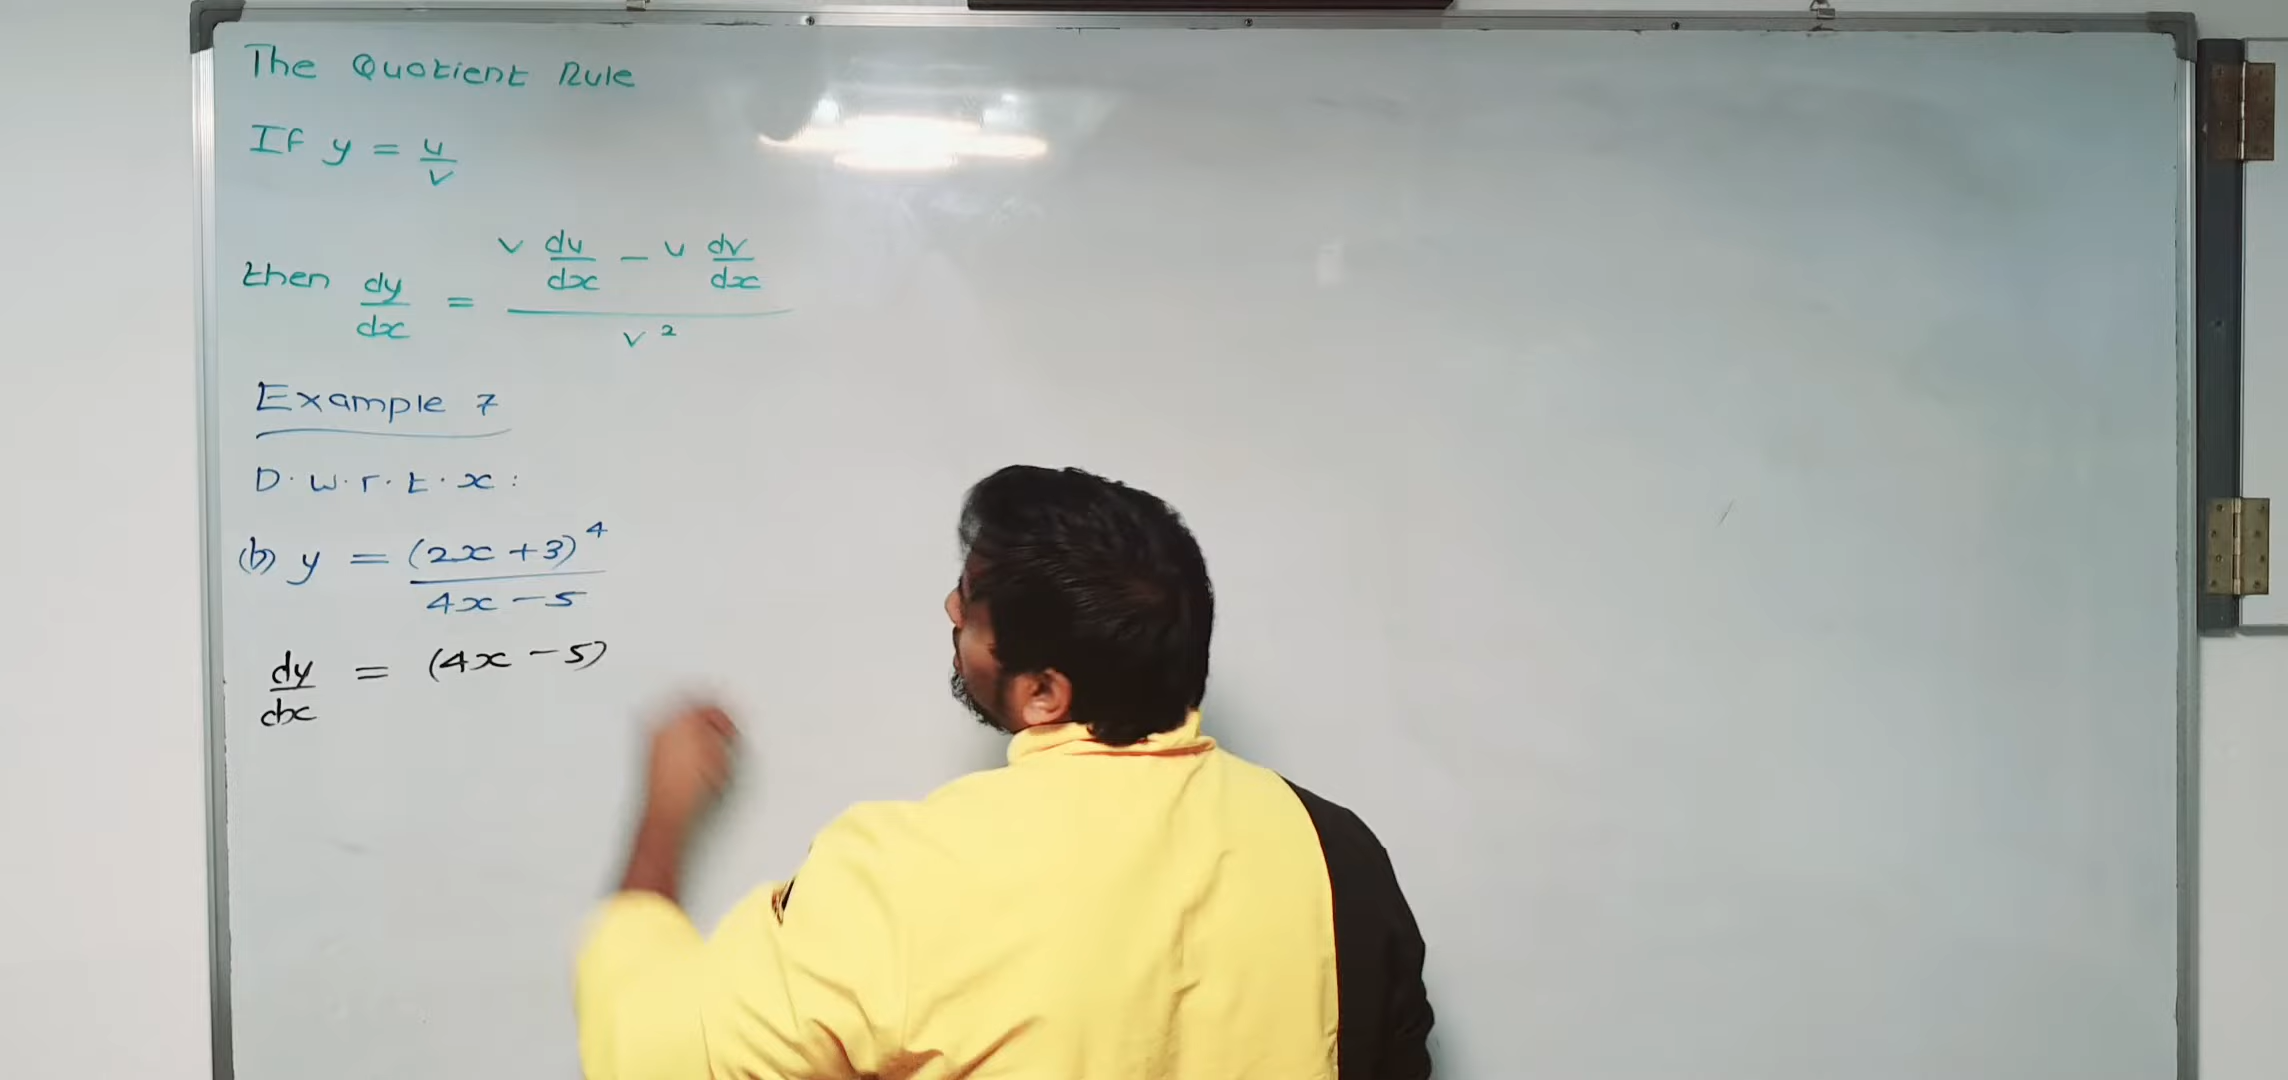 The Quotient Rule
If y = u/v
then dy/dx = (v du/dx - u dv/dx)/v²
Example 7
D.w.r.t.x:
(b) y = (2x+3)⁴/(4x-5)
dy/dx = (4x-5)